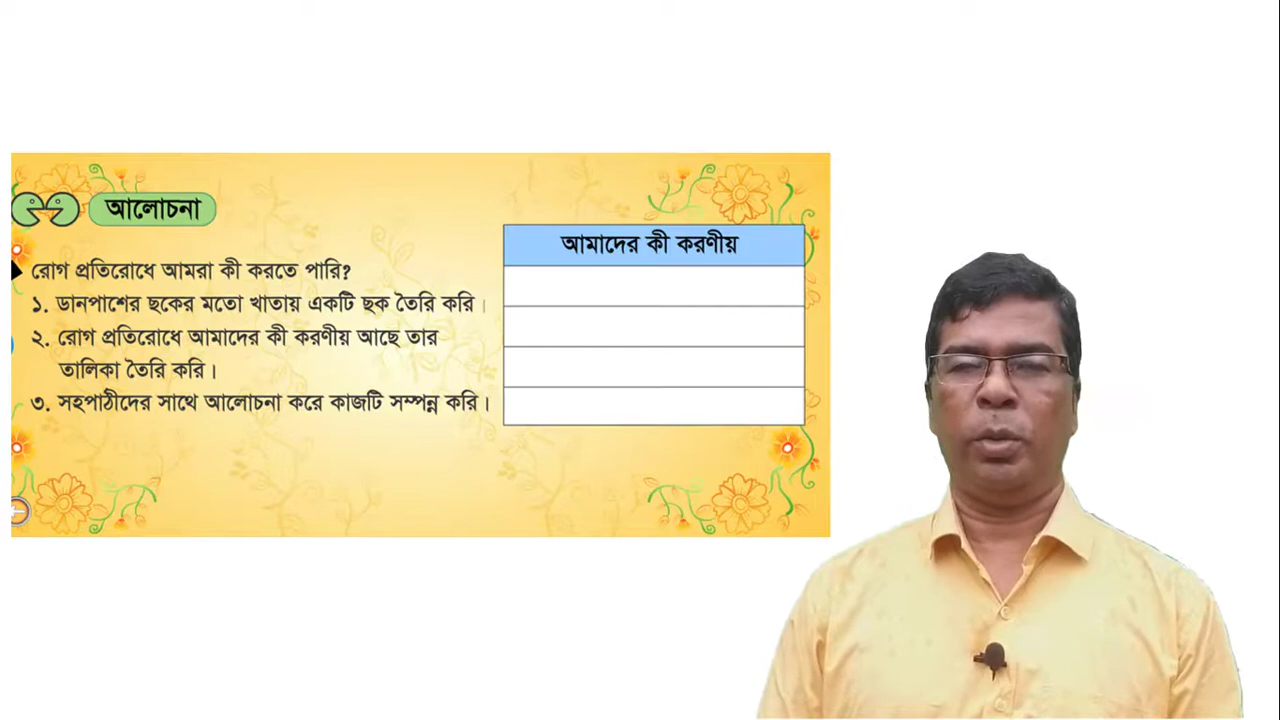 আলোচনা
রোগ প্রতিরোধে আমরা কী করতে পারি?
১. ডানপাশের ছকের মতো খাতায় একটি ছক তৈরি করি।
২. রোগ প্রতিরোধে আমাদের কী করণীয় আছে তার
তালিকা তৈরি করি।
৩. সহপাঠীদের সাথে আলোচনা করে কাজটি সম্পন্ন করি।
আমাদের কী করণীয়